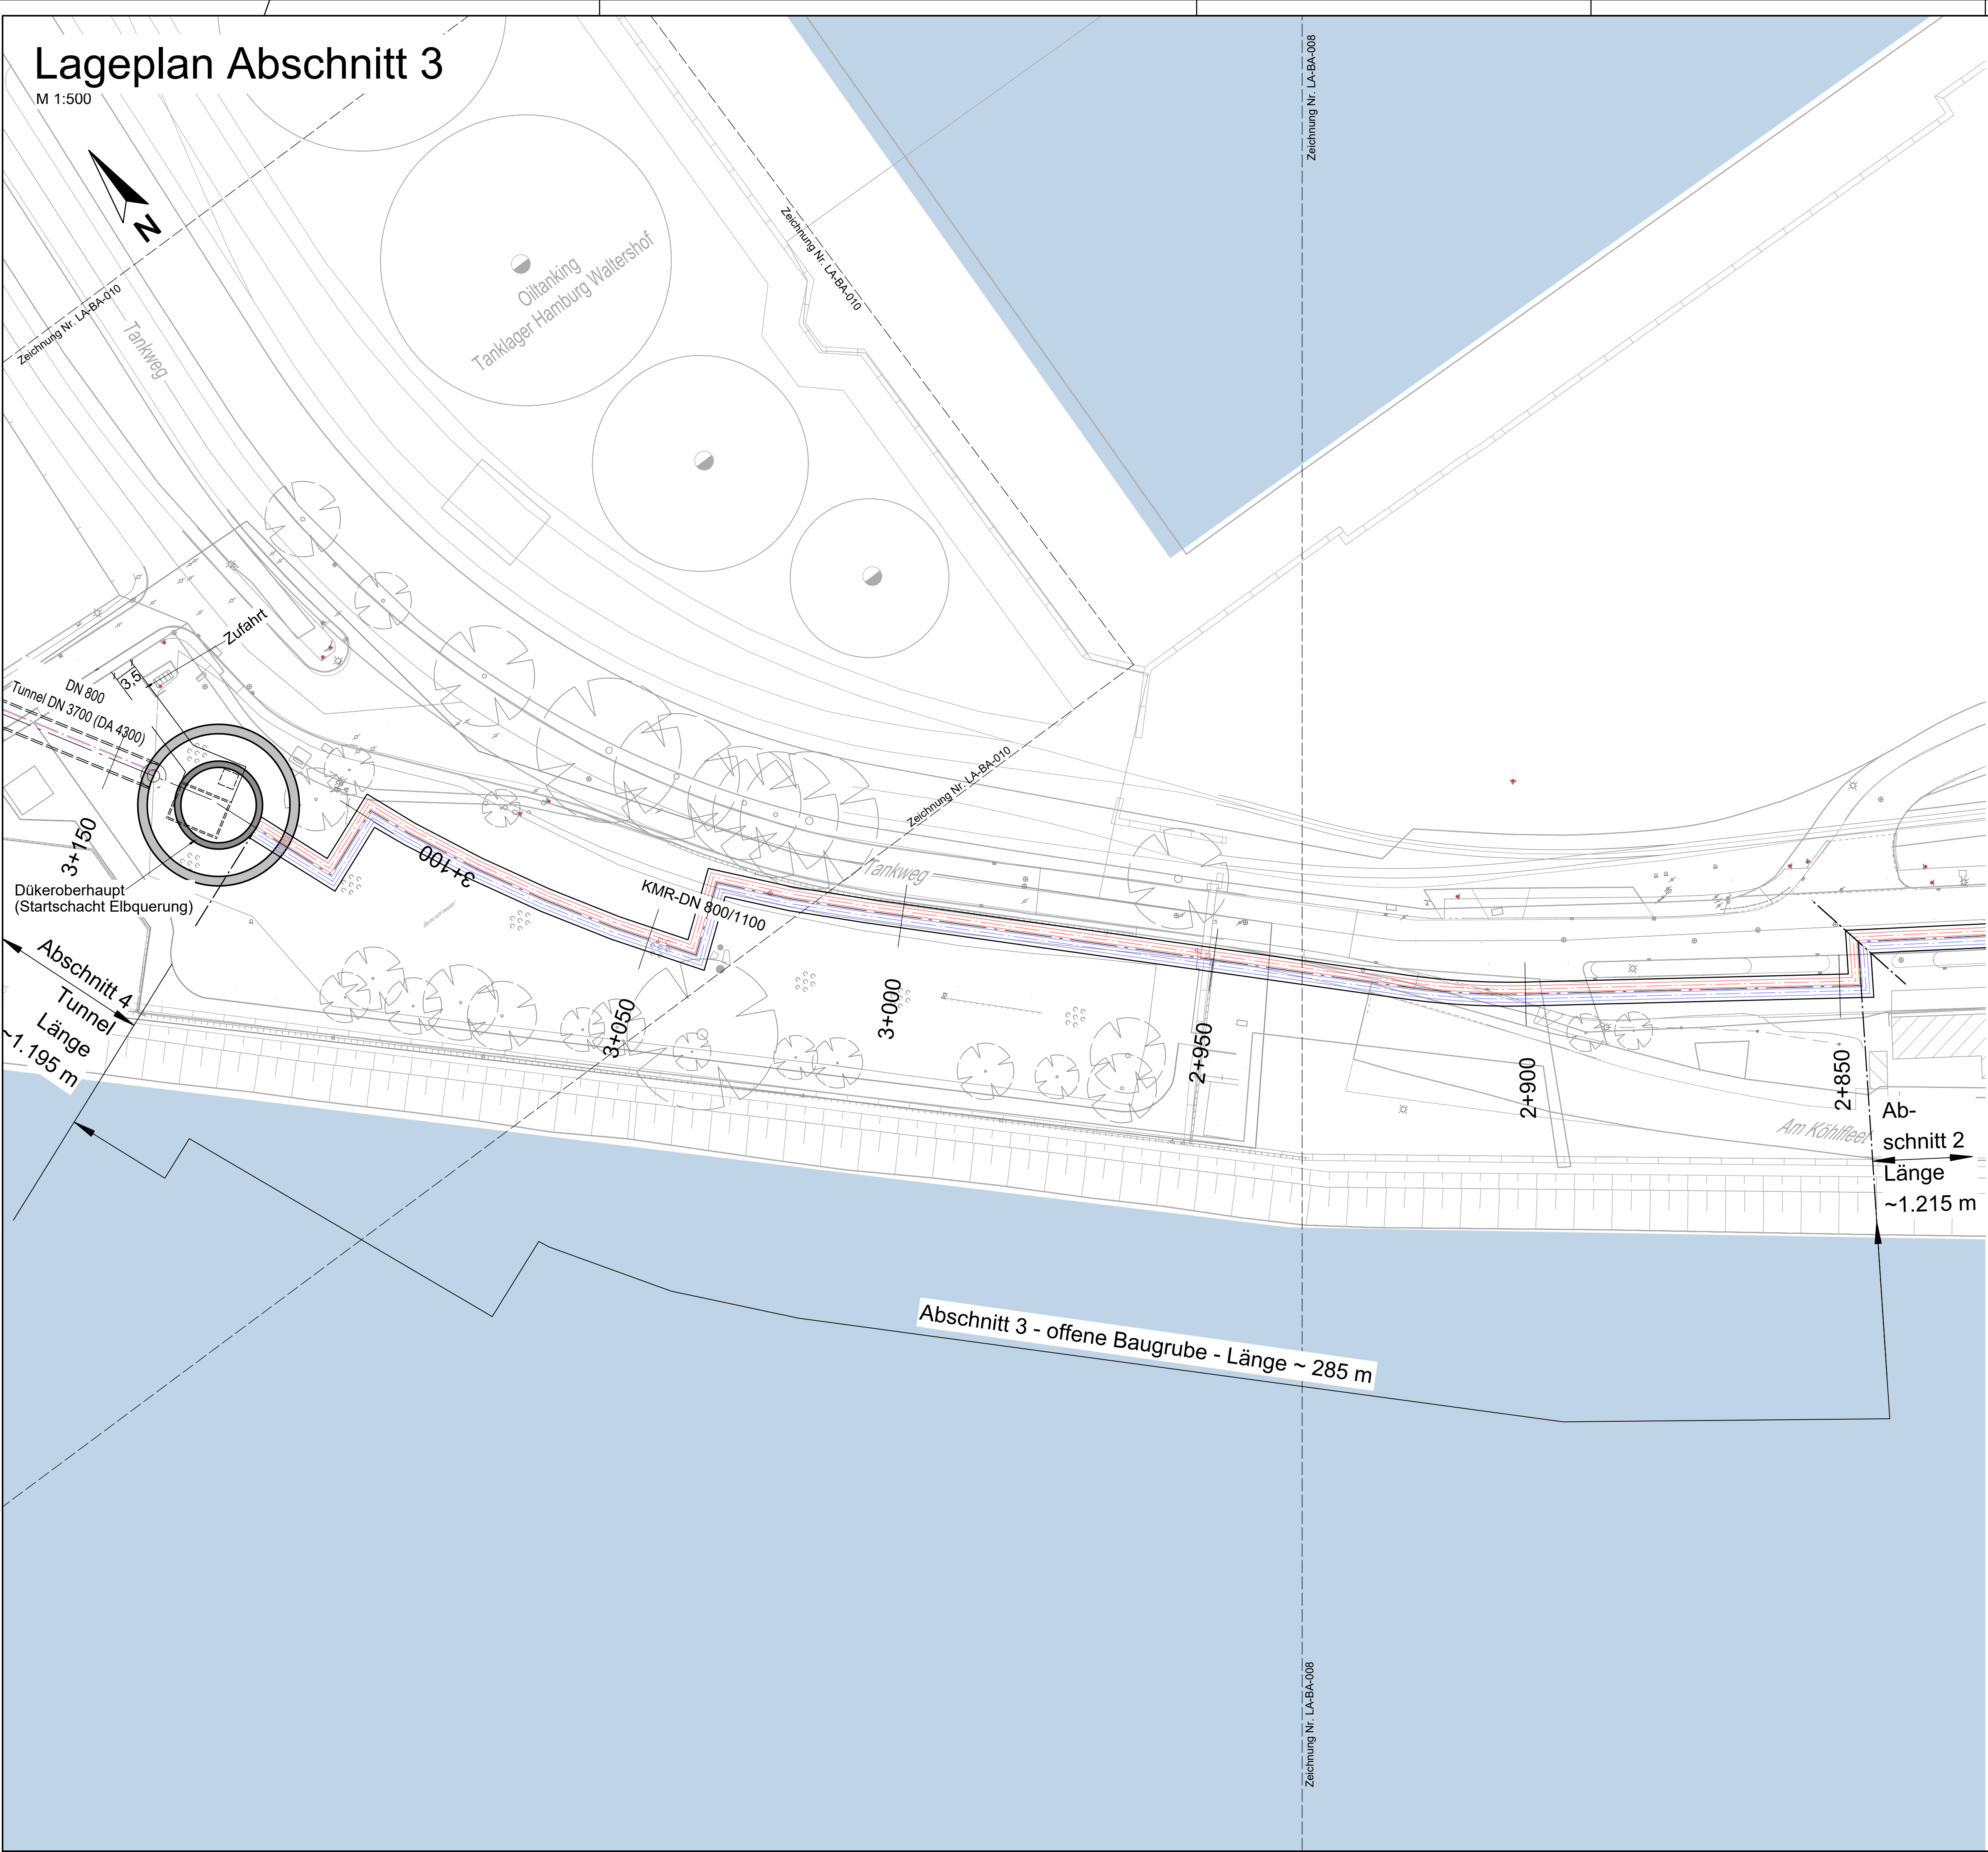 Lageplan Abschnitt 3
M 1:500
N
Zeichnung Nr. LA-BA-008
Zeichnung Nr. LA-BA-010
Zeichnung Nr. LA-BA-010
Tankweg
Oiltanking
Tanklager Hamburg Waltershof
Zufahrt
3,5
DN 800
Tunnel DN 3700 (DA 4300)
Zeichnung Nr. LA-BA-010
3+150
3+100
KMR-DN 800/1100
Tankweg
Dükeroberhaupt
(Startschacht Elbquerung)
Abschnitt 4
Tunnel
Länge
~1.195 m
3+050
3+000
2+950
2+900
2+850
Am Köhlfleet
Ab-
schnitt 2
Länge
~1.215 m
Abschnitt 3 - offene Baugrube - Länge ~ 285 m
Zeichnung Nr. LA-BA-008